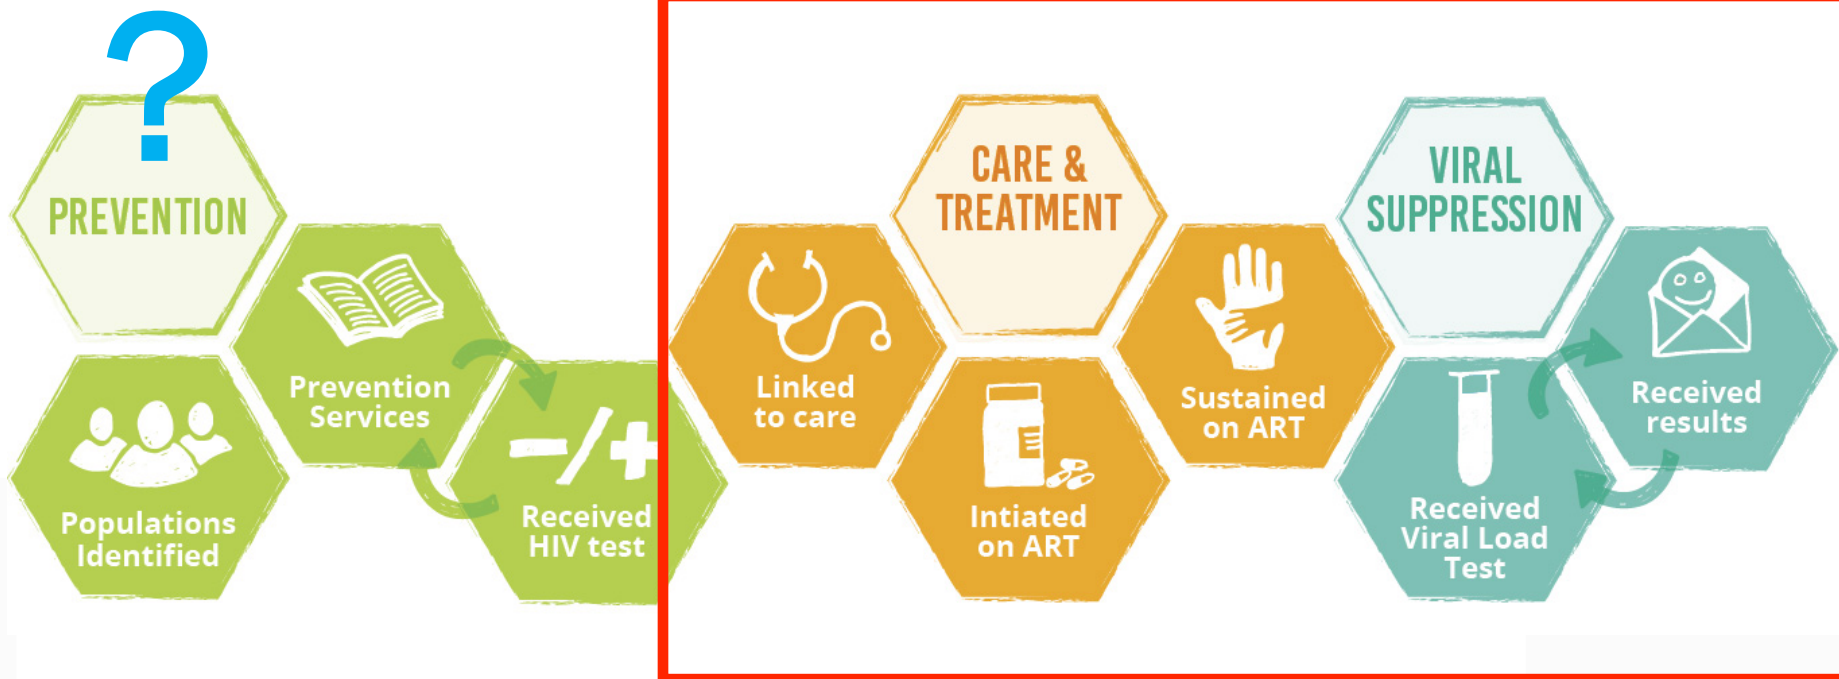 ?
PREVENTION
Populations
Identified
Prevention
Services
-/+
Received
HIV test
Linked
to care
CARE &
TREATMENT
Intiated
on ART
Sustained
on ART
VIRAL
SUPPRESSION
Received
Viral Load
Test
Received
results